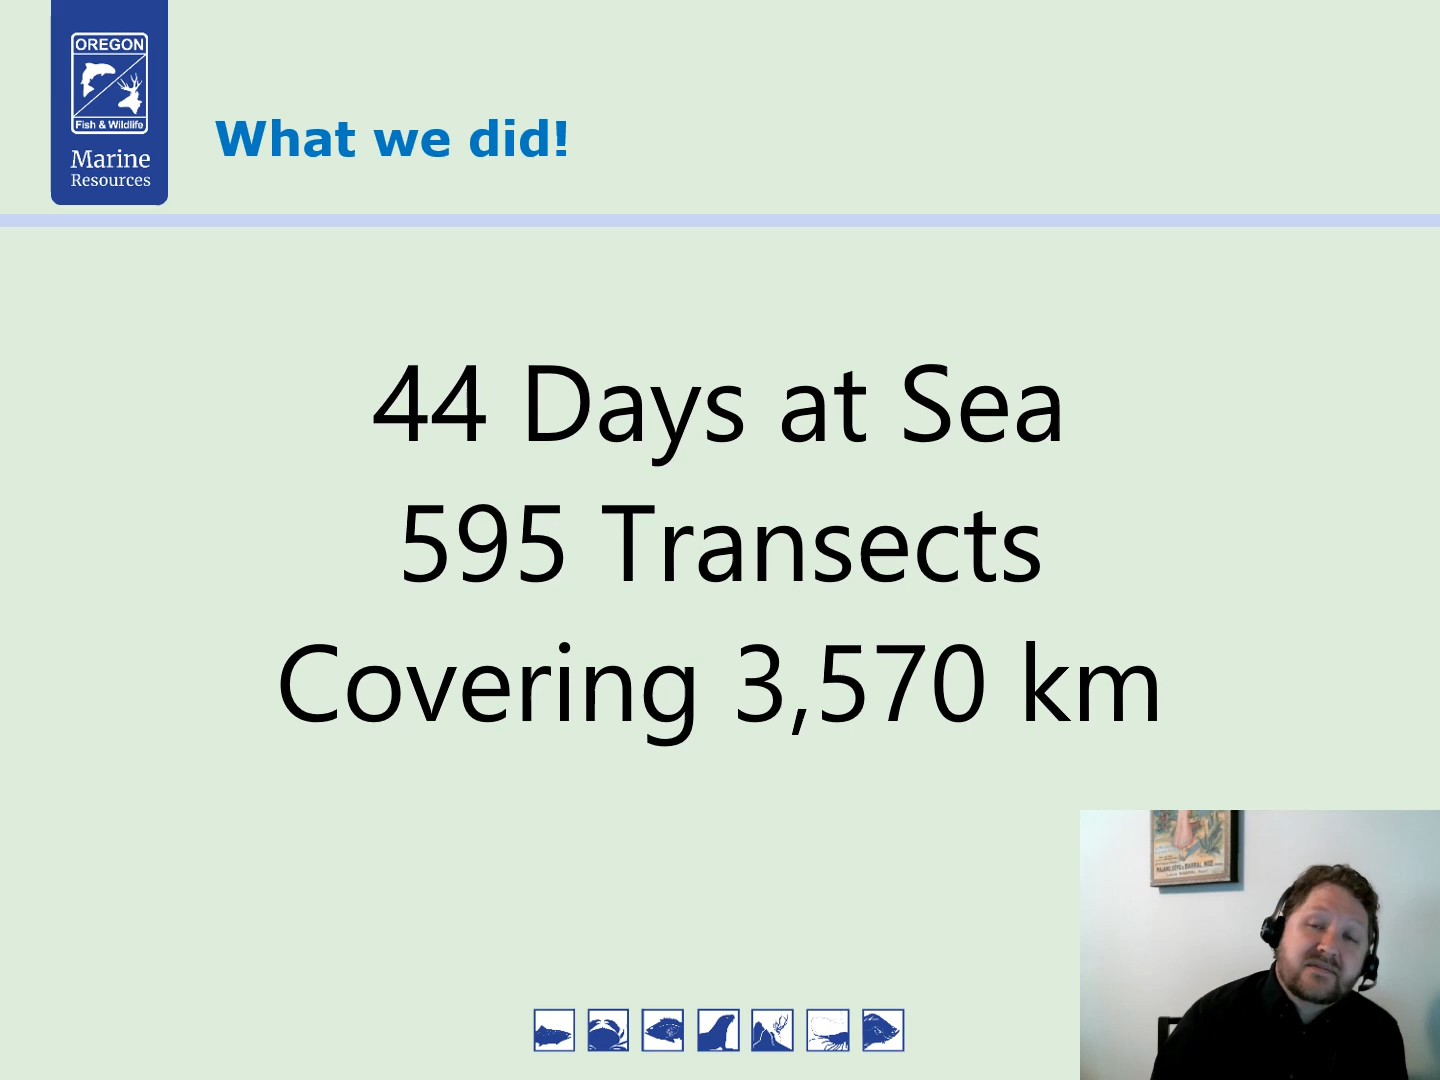 OREGON
Fish & Wildlife
Marine
Resources
What we did!
44 Days at Sea
595 Transects
Covering 3,570 km